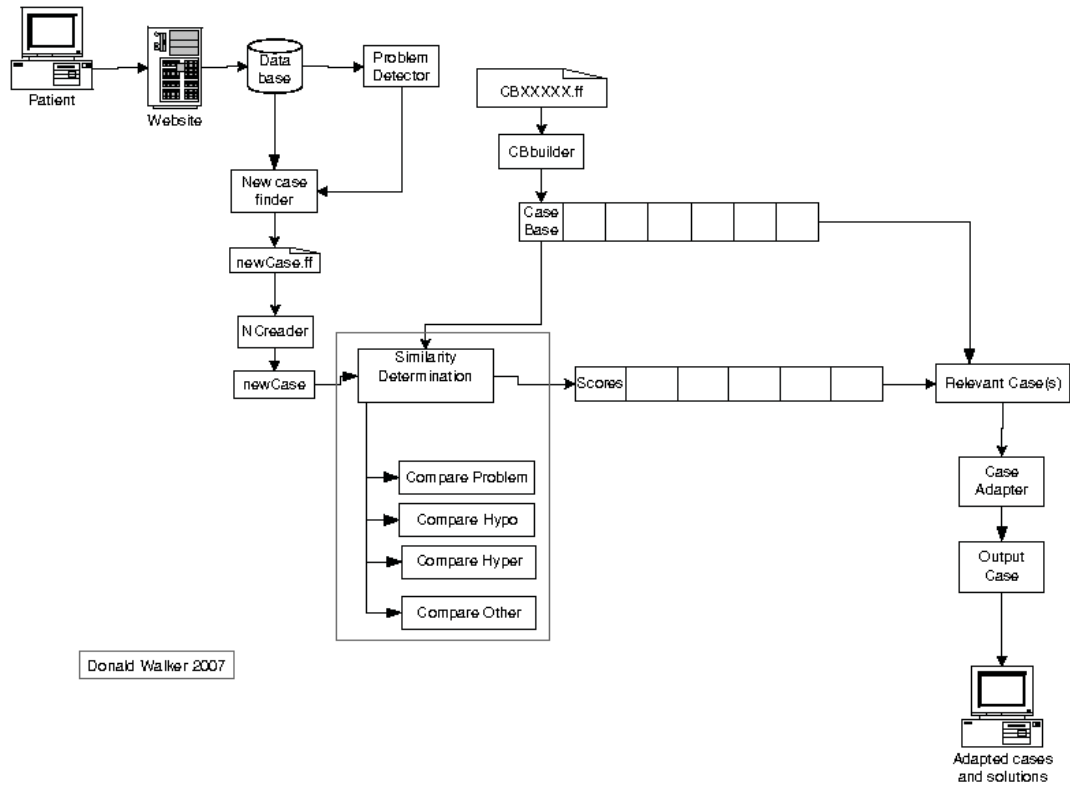 Patient
Website
Data
base
Problem
Detector
CBXXXXX.ff
CBbuilder
New case
finder
Case
Base
newCase.ff
NCreader
newCase
Similarity
Determination
Scores
Relevant Case(s)
Compare Problem
Compare Hypo
Compare Hyper
Compare Other
Case
Adapter
Output
Case
Donald Walker 2007
Adapted cases
and solutions